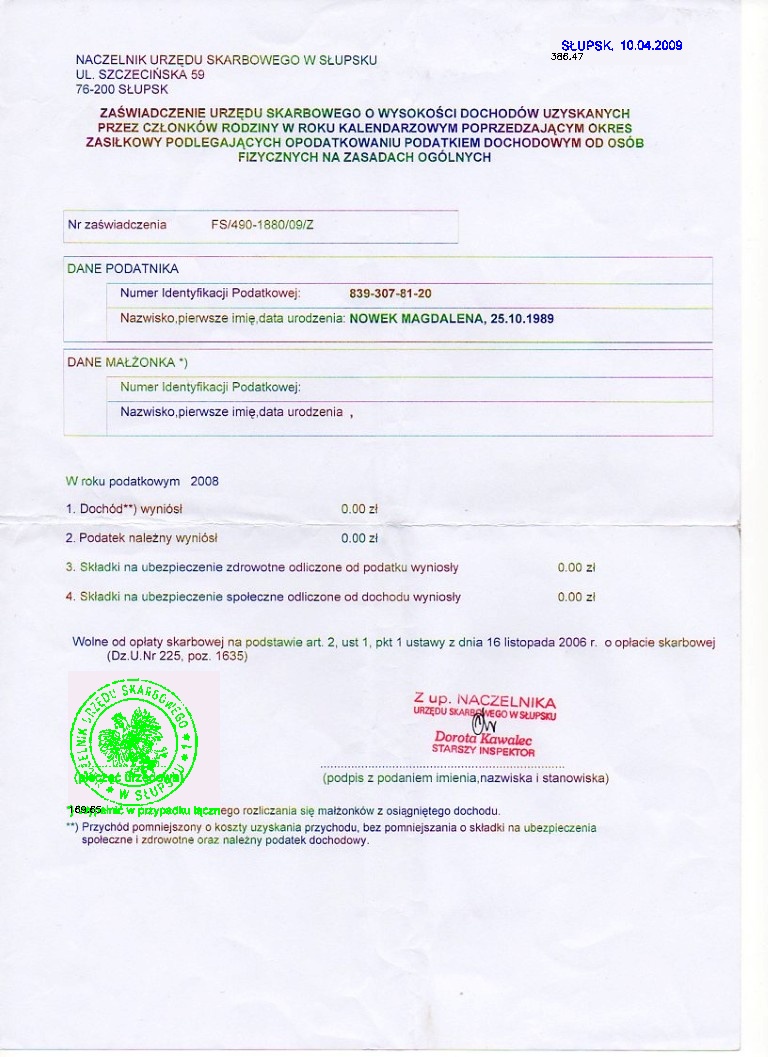 SŁUPSK, 10.04.2009
386.47
NACZELNIK URZĘDU SKARBOWEGO W SŁUPSKU
UL. SZCZECIŃSKA 59
76-200 SŁUPSK
ZAŚWIADCZENIE URZĘDU SKARBOWEGO O WYSOKOŚCI DOCHODÓW UZYSKANYCH
PRZEZ CZŁONKÓW RODZINY W ROKU KALENDARZOWYM POPRZEDZAJĄCYM OKRES
ZASIŁKOWY PODLEGAJĄCYCH OPODATKOWANIU PODATKIEM DOCHODOWYM OD OSÓB
FIZYCZNYCH NA ZASADACH OGÓLNYCH
Nr zaświadczenia FS/490-1880/09/Z
DANE PODATNIKA
Numer Identyfikacji Podatkowej: 839-307-81-20
Nazwisko,pierwsze imię,data urodzenia: NOWEK MAGDALENA, 25.10.1989
DANE MAŁŻONKA *)
Numer Identyfikacji Podatkowej:
Nazwisko,pierwsze imię,data urodzenia ,
W roku podatkowym 2008
1. Dochód**) wyniósł 0.00 zł
2. Podatek należny wyniósł 0.00 zł
3. Składki na ubezpieczenie zdrowotne odliczone od podatku wyniosły 0.00 zł
4. Składki na ubezpieczenie społeczne odliczone od dochodu wyniosły 0.00 zł
Wolne od opłaty skarbowej na podstawie art. 2, ust 1, pkt 1 ustawy z dnia 16 listopada 2006 r. o opłacie skarbowej
(Dz.U.Nr 225, poz. 1635)
NACZELNIK URZĘDU SKARBOWEGO * 1 *
* W SŁUPSKU *
(pieczęć urzędowa)
Z up. NACZELNIKA
URZĘDU SKARBOWEGO W SŁUPSKU
Dorota Kawalec
STARSZY INSPEKTOR
(podpis z podaniem imienia,nazwiska i stanowiska)
169.65
w przypadku łącznego rozliczania się małżonków z osiągniętego dochodu.
**) Przychód pomniejszony o koszty uzyskania przychodu, bez pomniejszania o składki na ubezpieczenia
społeczne i zdrowotne oraz należny podatek dochodowy.